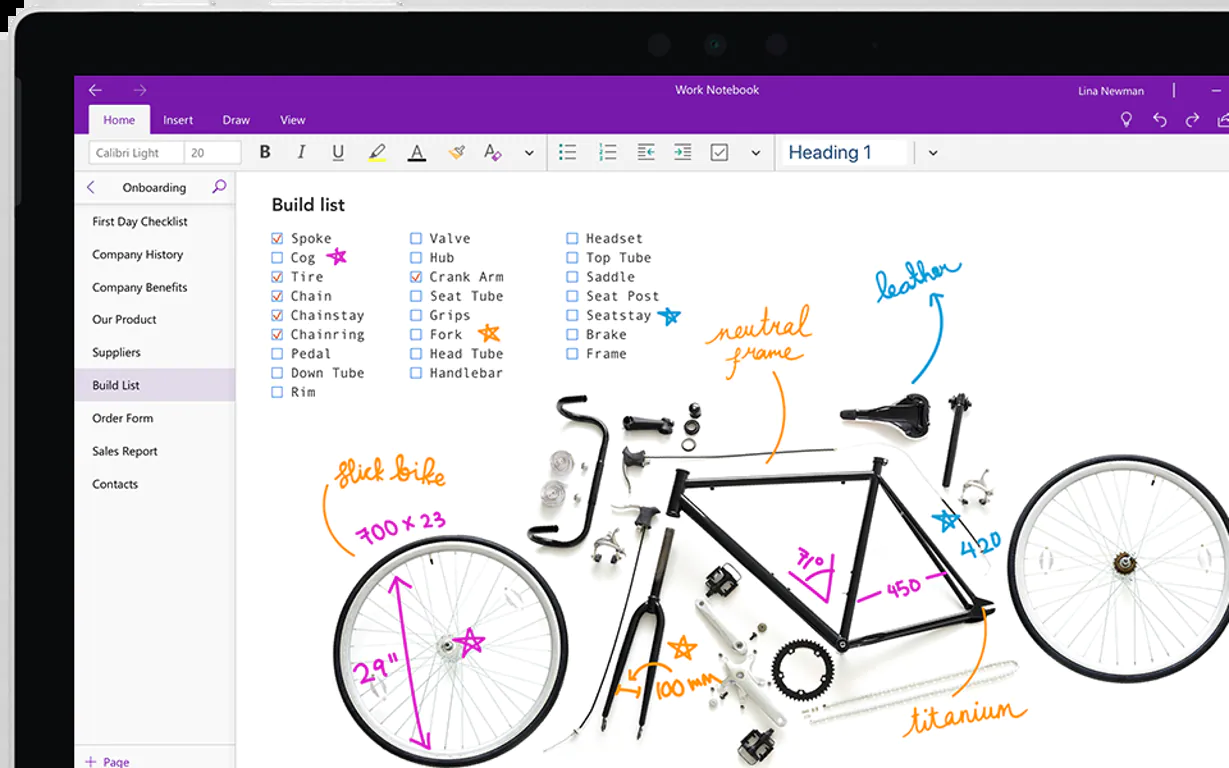 Work Notebook
Lina Newman
Home Insert Draw View
Calibri Light 20 B I U A A Heading 1
Onboarding
First Day Checklist
Company History
Company Benefits
Our Product
Suppliers
Build List
Order Form
Sales Report
Contacts
+ Page
Build list
Spoke
Cog
Tire
Chain
Chainstay
Chainring
Pedal
Down Tube
Rim
Valve
Hub
Crank Arm
Seat Tube
Grips
Fork
Head Tube
Handlebar
Headset
Top Tube
Saddle
Seat Post
Seatstay
Brake
Frame
leather
neutral
frame
slick bike
700 x 23
29"
71°
450
420
100 mm
titanium